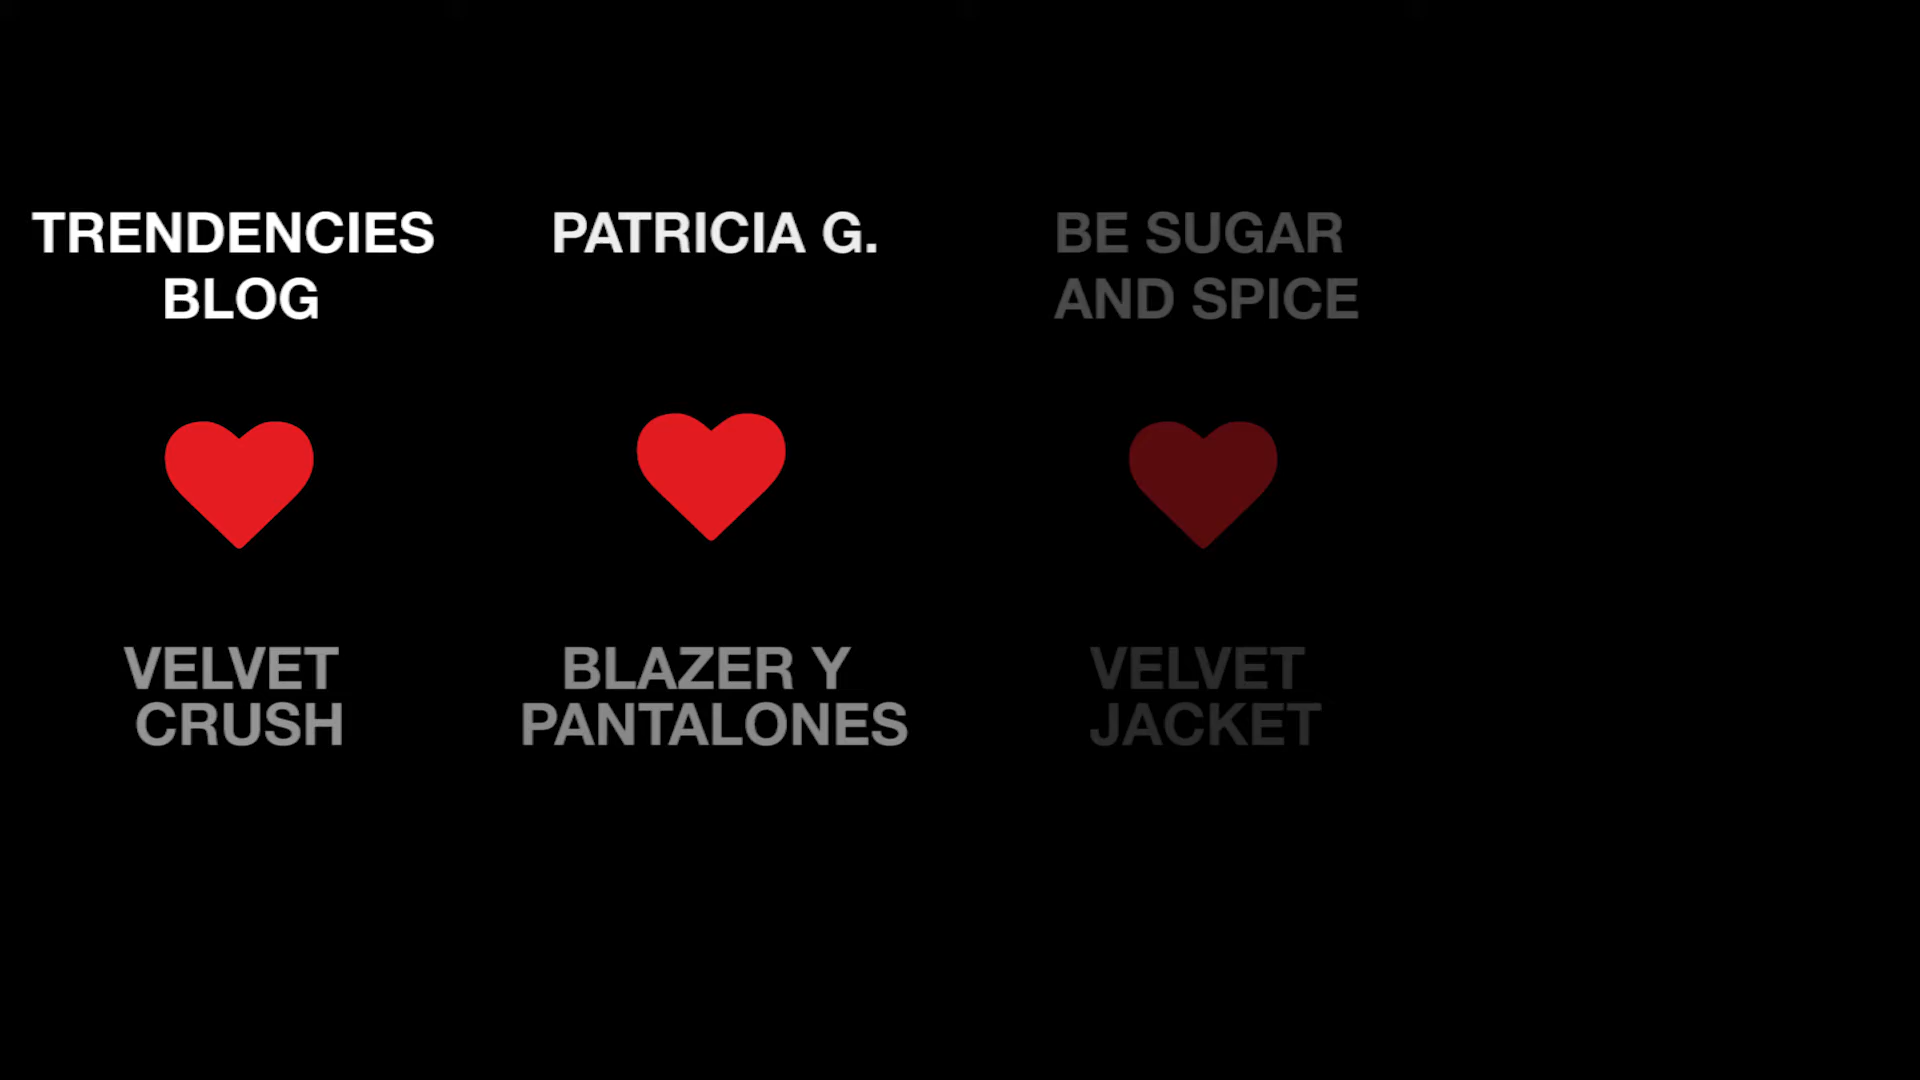 TRENDENCIES
BLOG
VELVET
CRUSH
PATRICIA G.
BLAZER Y
PANTALONES
BE SUGAR
AND SPICE
VELVET
JACKET